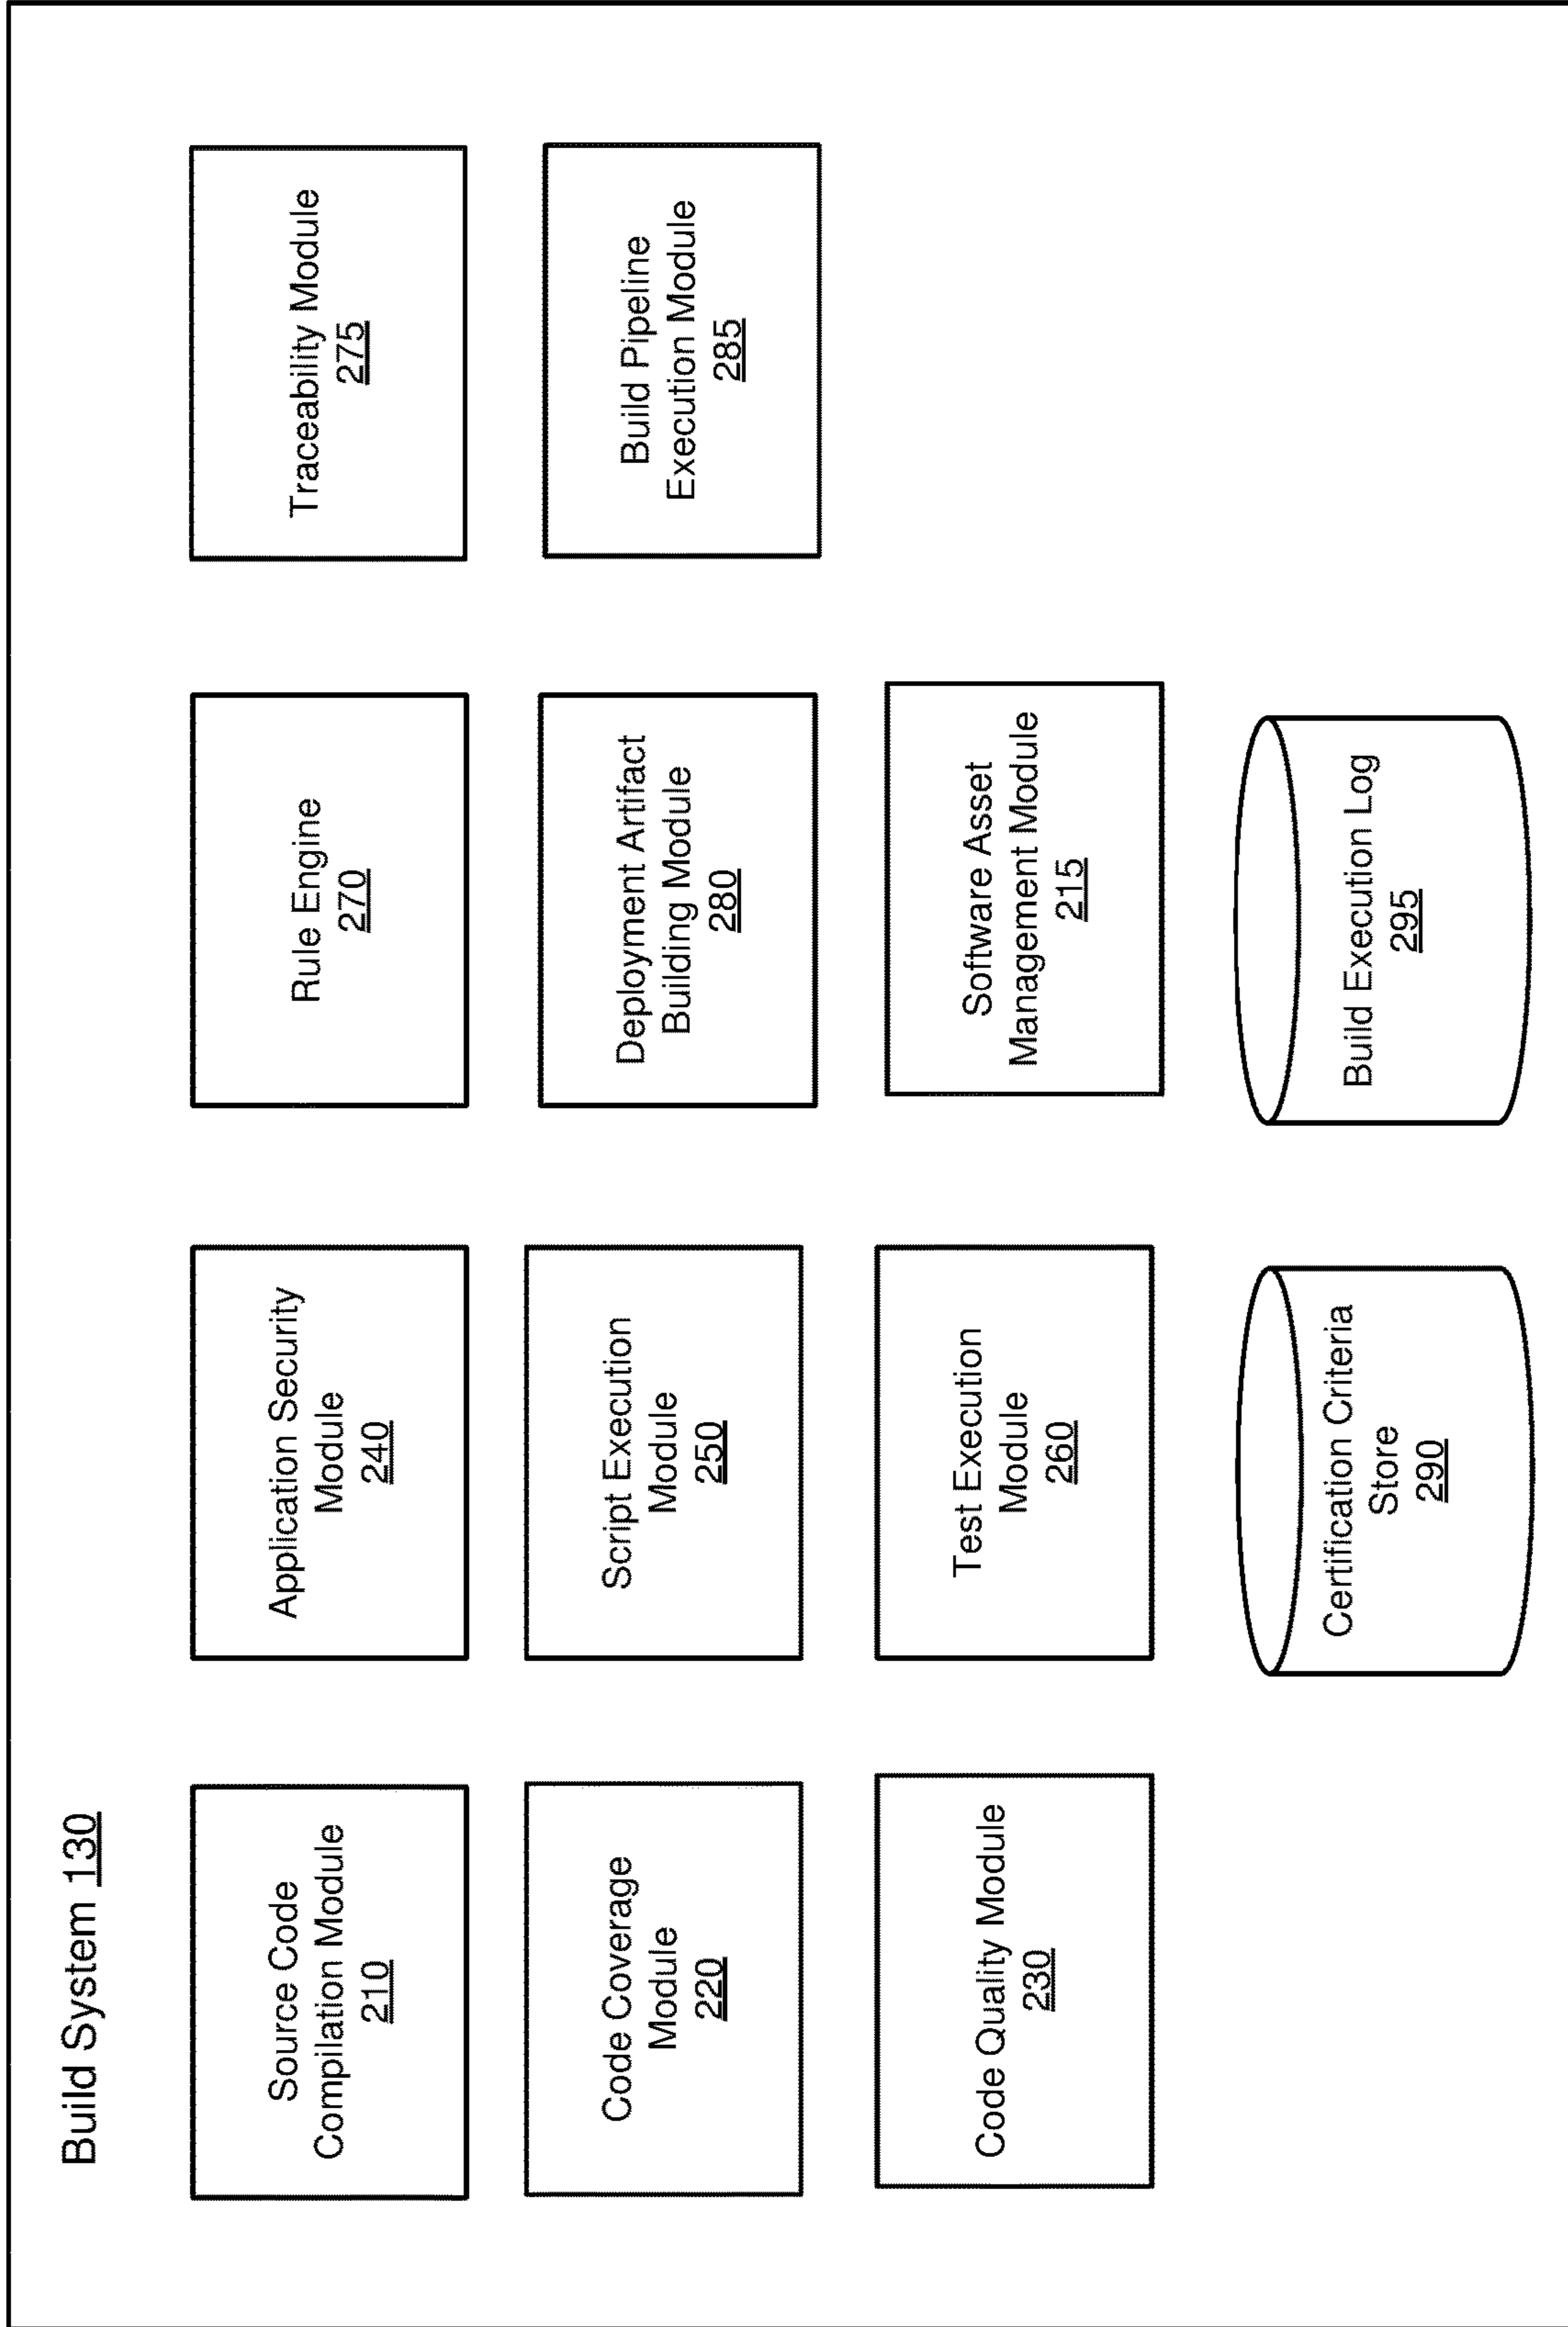 Build System 130
Source Code
Compilation Module
210
Application Security
Module
240
Rule Engine
270
Traceability Module
275
Code Coverage
Module
220
Script Execution
Module
250
Deployment Artifact
Building Module
280
Build Pipeline
Execution Module
285
Code Quality Module
230
Test Execution
Module
260
Software Asset
Management Module
215
Certification Criteria
Store
290
Build Execution Log
295